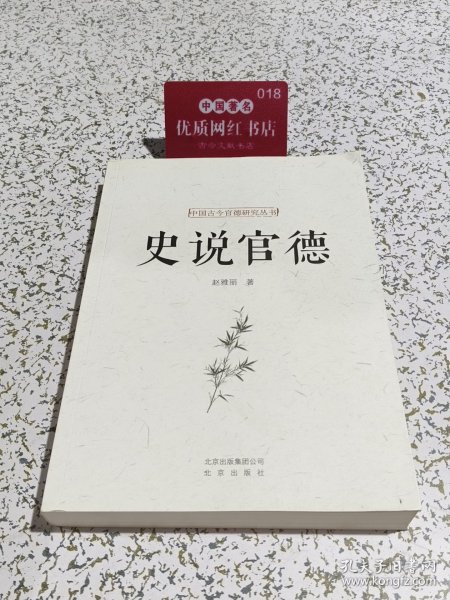 018
中国著名
优质网红书店
古今文献书店
中国古今官德研究丛书
史说官德
赵雅丽 著
北京出版集团公司
北京出版社
孔夫子旧书网
www.kongfz.com